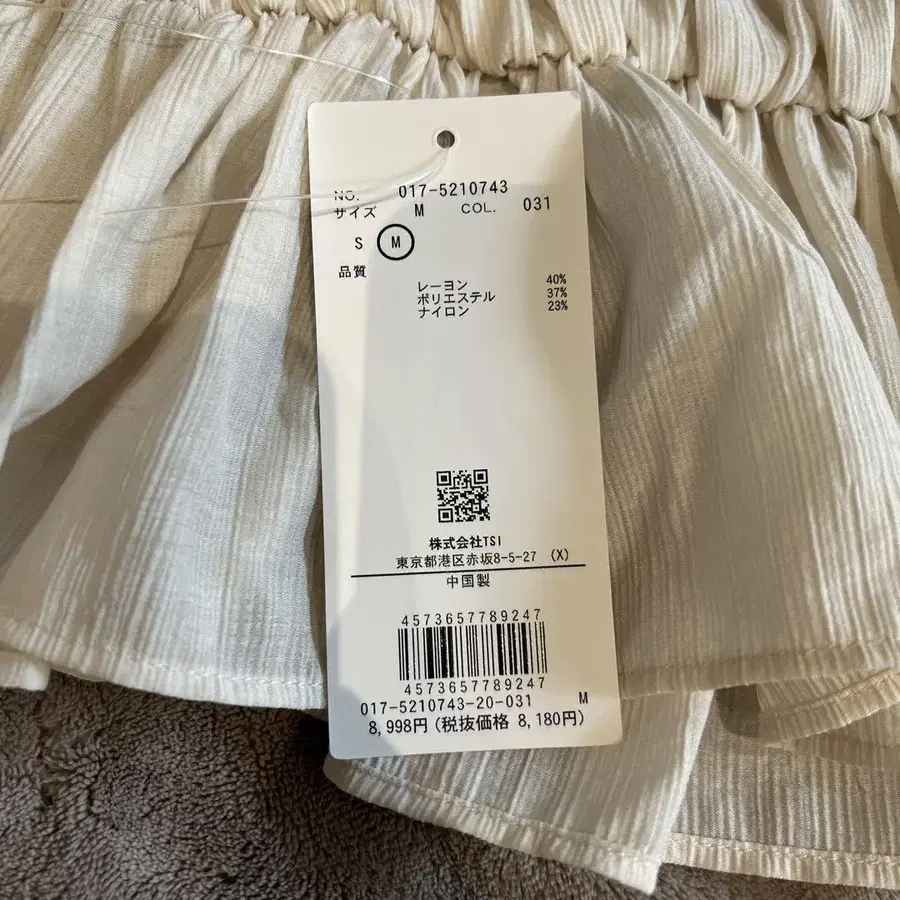 NO. 017-5210743
サイズ M COL. 031
S M
品質
レーヨン 40%
ポリエステル 37%
ナイロン 23%
株式会社TSI
東京都港区赤坂8-5-27 (X)
中国製
4573657789247
4573657789247
017-5210743-20-031 M
8,998円(税抜価格 8,180円)